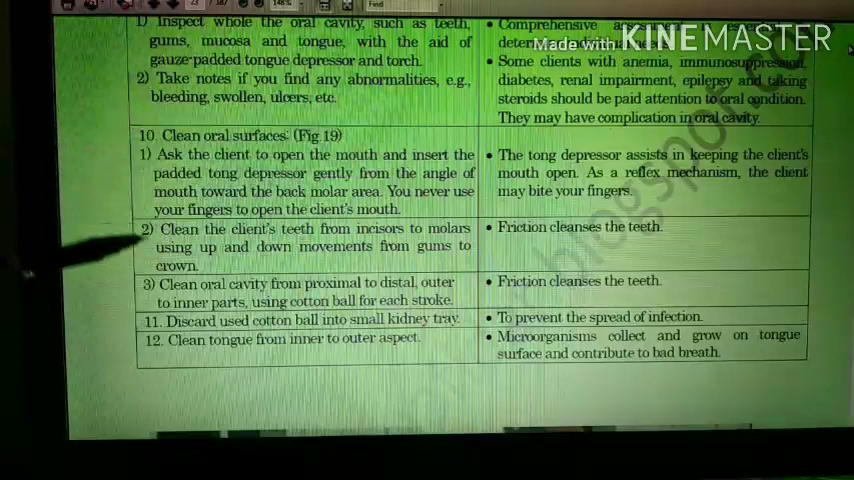 Find
Made with KINEMASTER
1) Inspect whole the oral cavity, such as teeth,
gums, mucosa and tongue, with the aid of
gauze-padded tongue depressor and torch.
2) Take notes if you find any abnormalities, e.g.,
bleeding, swollen, ulcers, etc.
• Comprehensive
• Some clients with anemia, immunosuppression,
diabetes, renal impairment, epilepsy and taking
steroids should be paid attention to oral condition.
They may have complication in oral cavity.
10. Clean oral surfaces: (Fig 19)
1) Ask the client to open the mouth and insert the
padded tong depressor gently from the angle of
mouth toward the back molar area. You never use
your fingers to open the client's mouth.
• The tong depressor assists in keeping the client's
mouth open. As a reflex mechanism, the client
may bite your fingers.
2) Clean the client's teeth from incisors to molars
using up and down movements from gums to
crown.
• Friction cleanses the teeth.
3) Clean oral cavity from proximal to distal, outer
to inner parts, using cotton ball for each stroke.
• Friction cleanses the teeth.
11. Discard used cotton ball into small kidney tray.
• To prevent the spread of infection.
12. Clean tongue from inner to outer aspect.
• Microorganisms collect and grow on tongue
surface and contribute to bad breath.